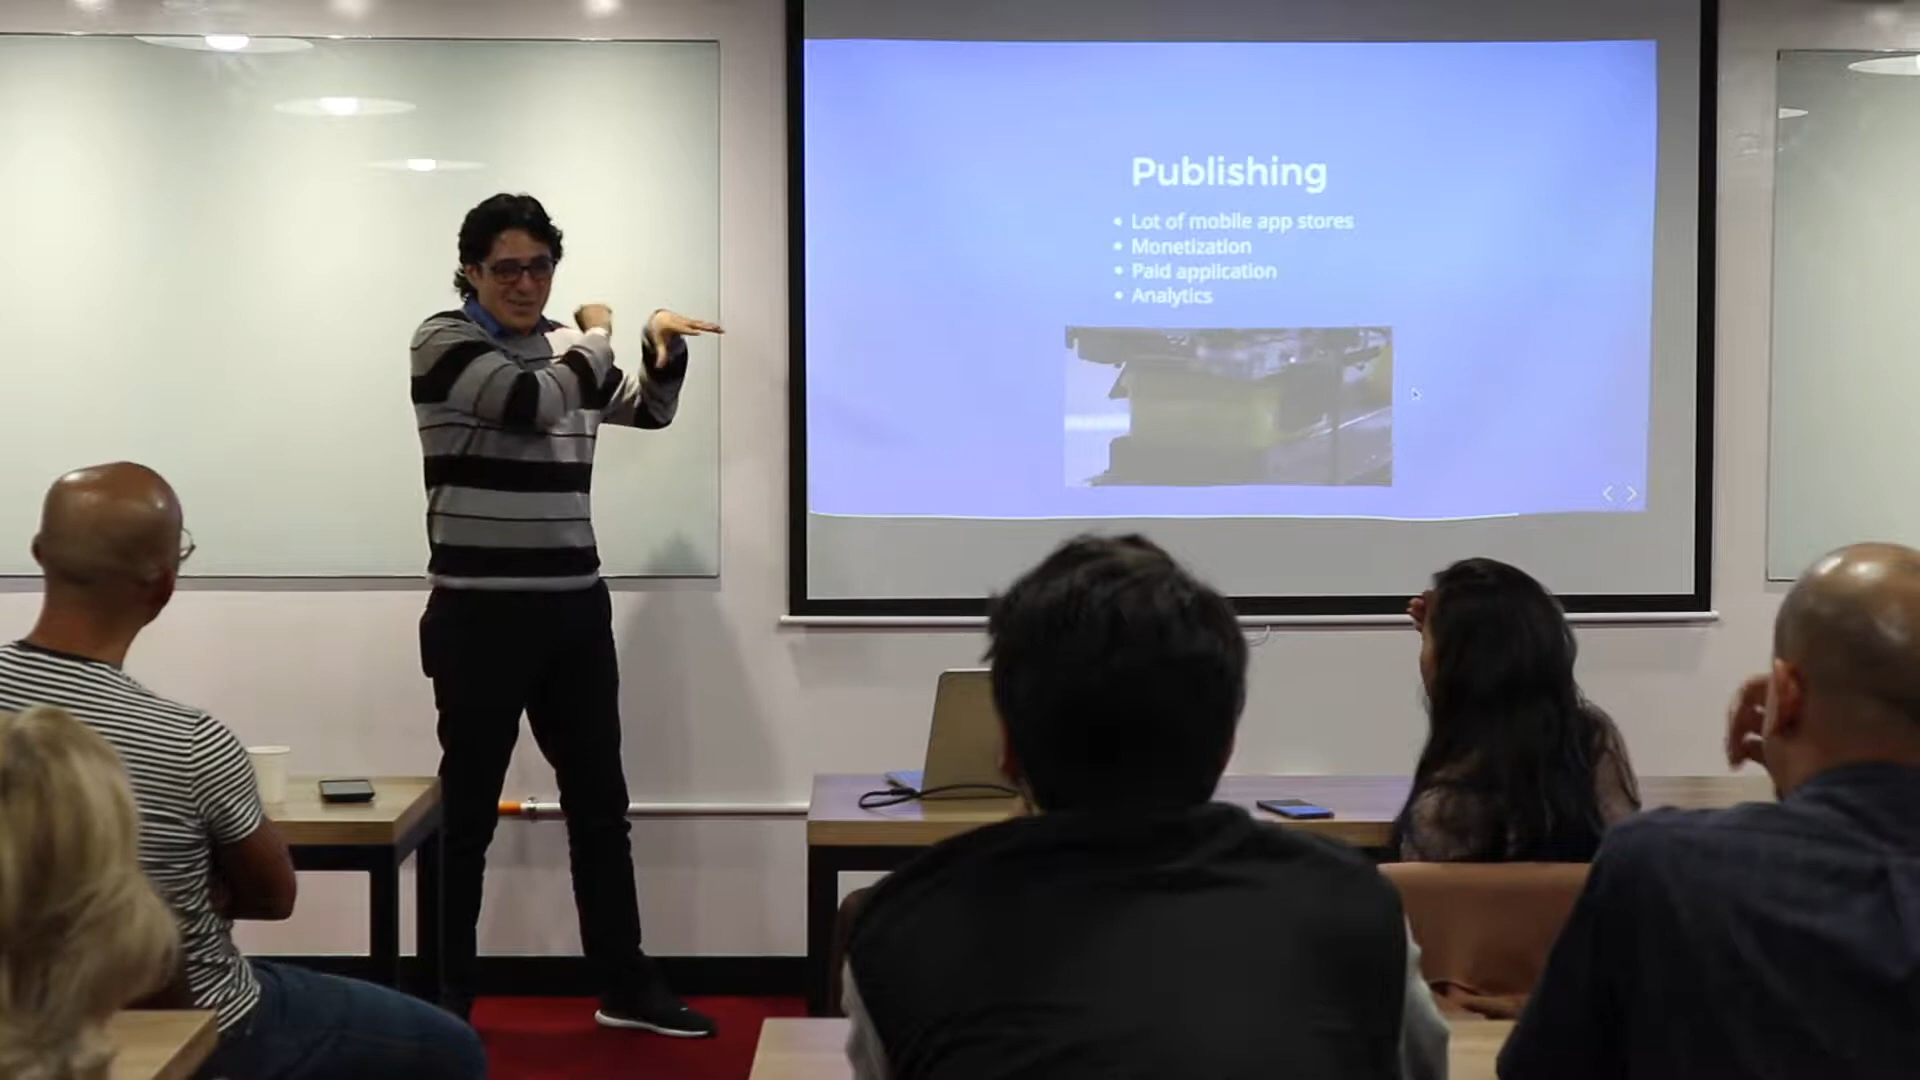 Publishing
• Lot of mobile app stores
• Monetization
• Paid application
• Analytics